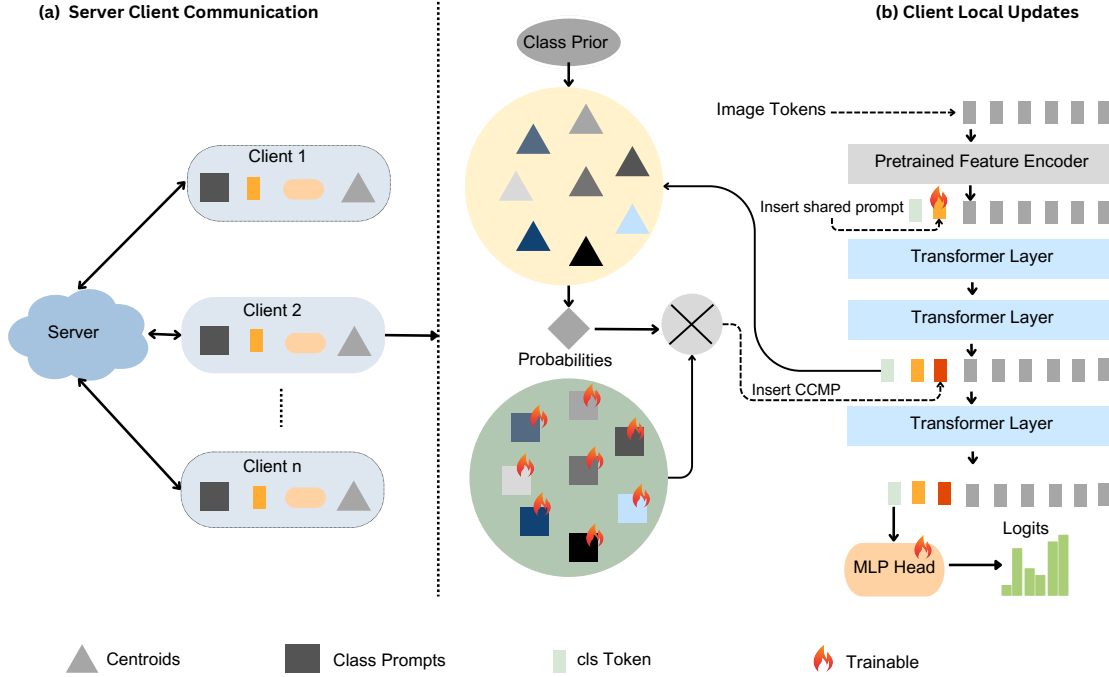 (a) Server Client Communication
(b) Client Local Updates
Client 1
Server
Client 2
Client n
Class Prior
Probabilities
Insert CCMP
Image Tokens
Pretrained Feature Encoder
Insert shared prompt
Transformer Layer
Transformer Layer
Transformer Layer
MLP Head
Logits
Centroids
Class Prompts
cls Token
Trainable